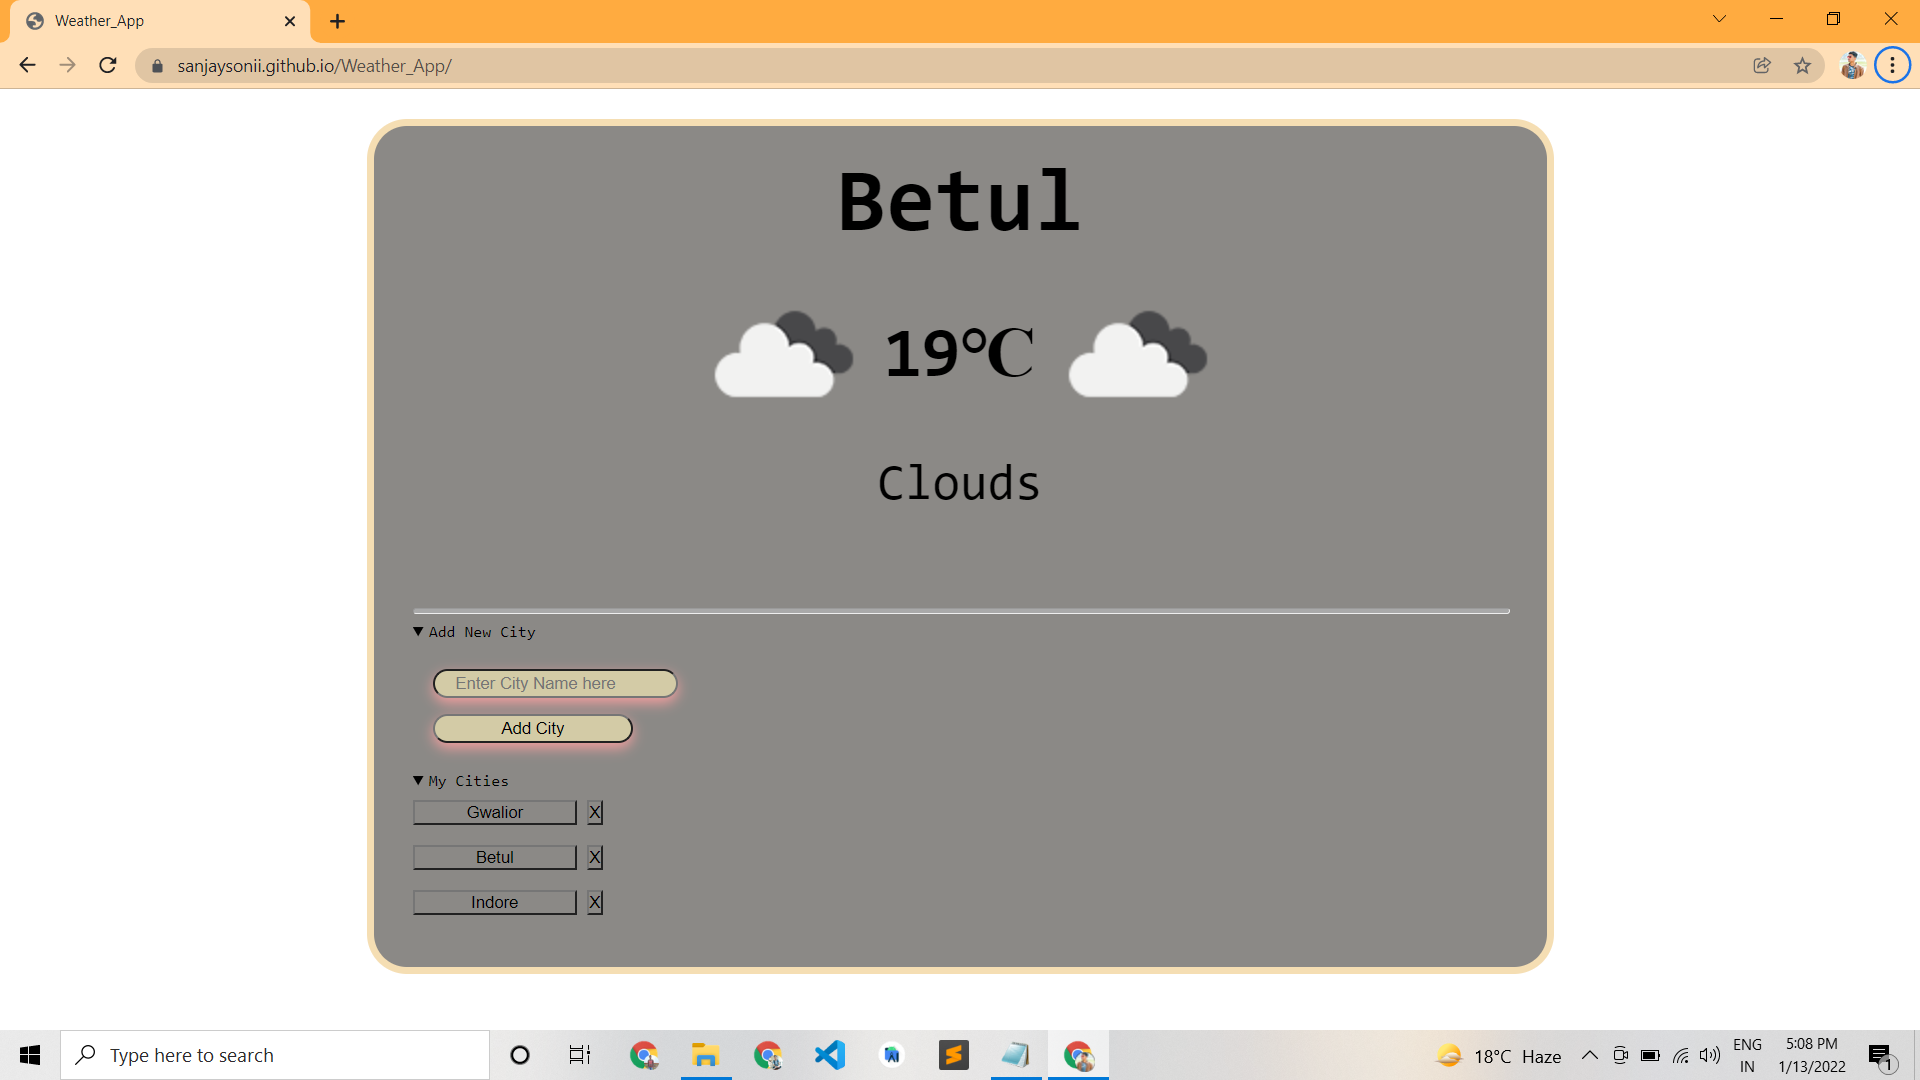 Weather_App
sanjaysonii.github.io/Weather_App/
Betul
19°C
Clouds
Add New City
Enter City Name here
Add City
My Cities
Gwalior X
Betul X
Indore X
Type here to search
18°C Haze
ENG
IN
5:08 PM
1/13/2022
1